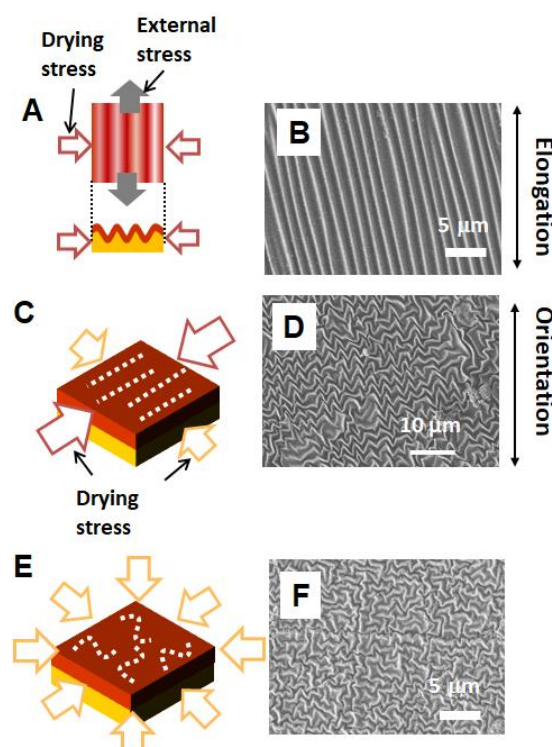 Drying
stress
External
stress
A
B
5 μm
Elongation
C
D
10 μm
Orientation
Drying
stress
E
F
5 μm